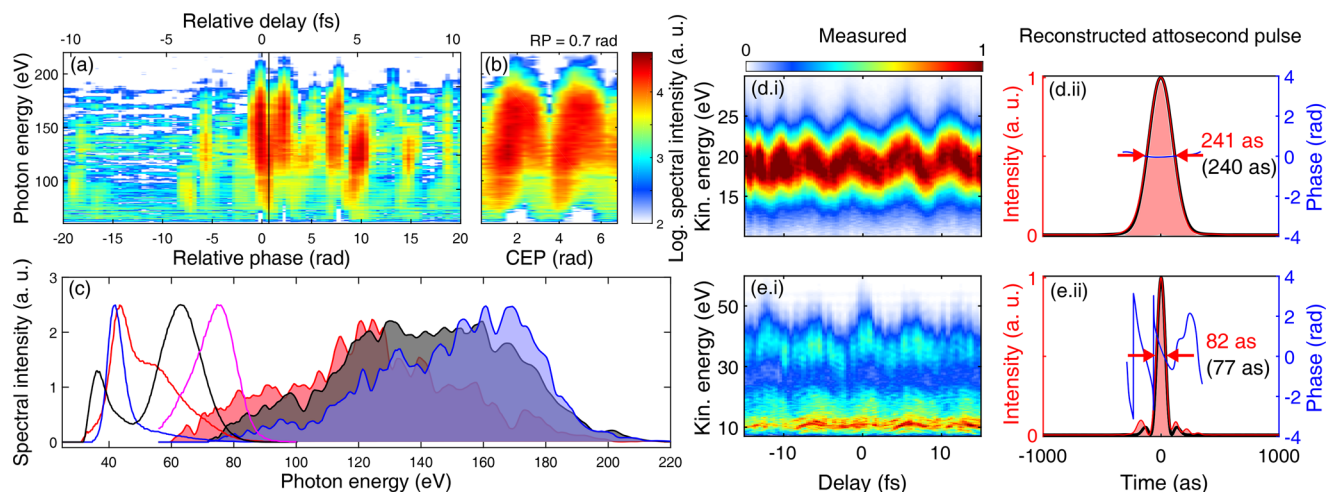 Relative delay (fs)
-10 -5 0 5 10
(a)
200
150
100
Photon energy (eV)
-20 -15 -10 -5 0 5 10 15 20
Relative phase (rad)
RP = 0.7 rad
(b)
2 4 6
CEP (rad)
4
3
2
Log. spectral intensity (a. u.)
(c)
3
2
1
0
Spectral intensity (a. u.)
40 60 80 100 120 140 160 180 200 220
Photon energy (eV)
Measured
0 1
(d.i)
25
20
15
Kin. energy (eV)
-10 0 10
(e.i)
50
30
10
Kin. energy (eV)
-10 0 10
Delay (fs)
Reconstructed attosecond pulse
(d.ii)
1
0
Intensity (a. u.)
241 as
(240 as)
4
2
0
-2
-4
Phase (rad)
(e.ii)
1
0
Intensity (a. u.)
82 as
(77 as)
4
2
0
-2
-4
Phase (rad)
-1000 0 1000
Time (as)